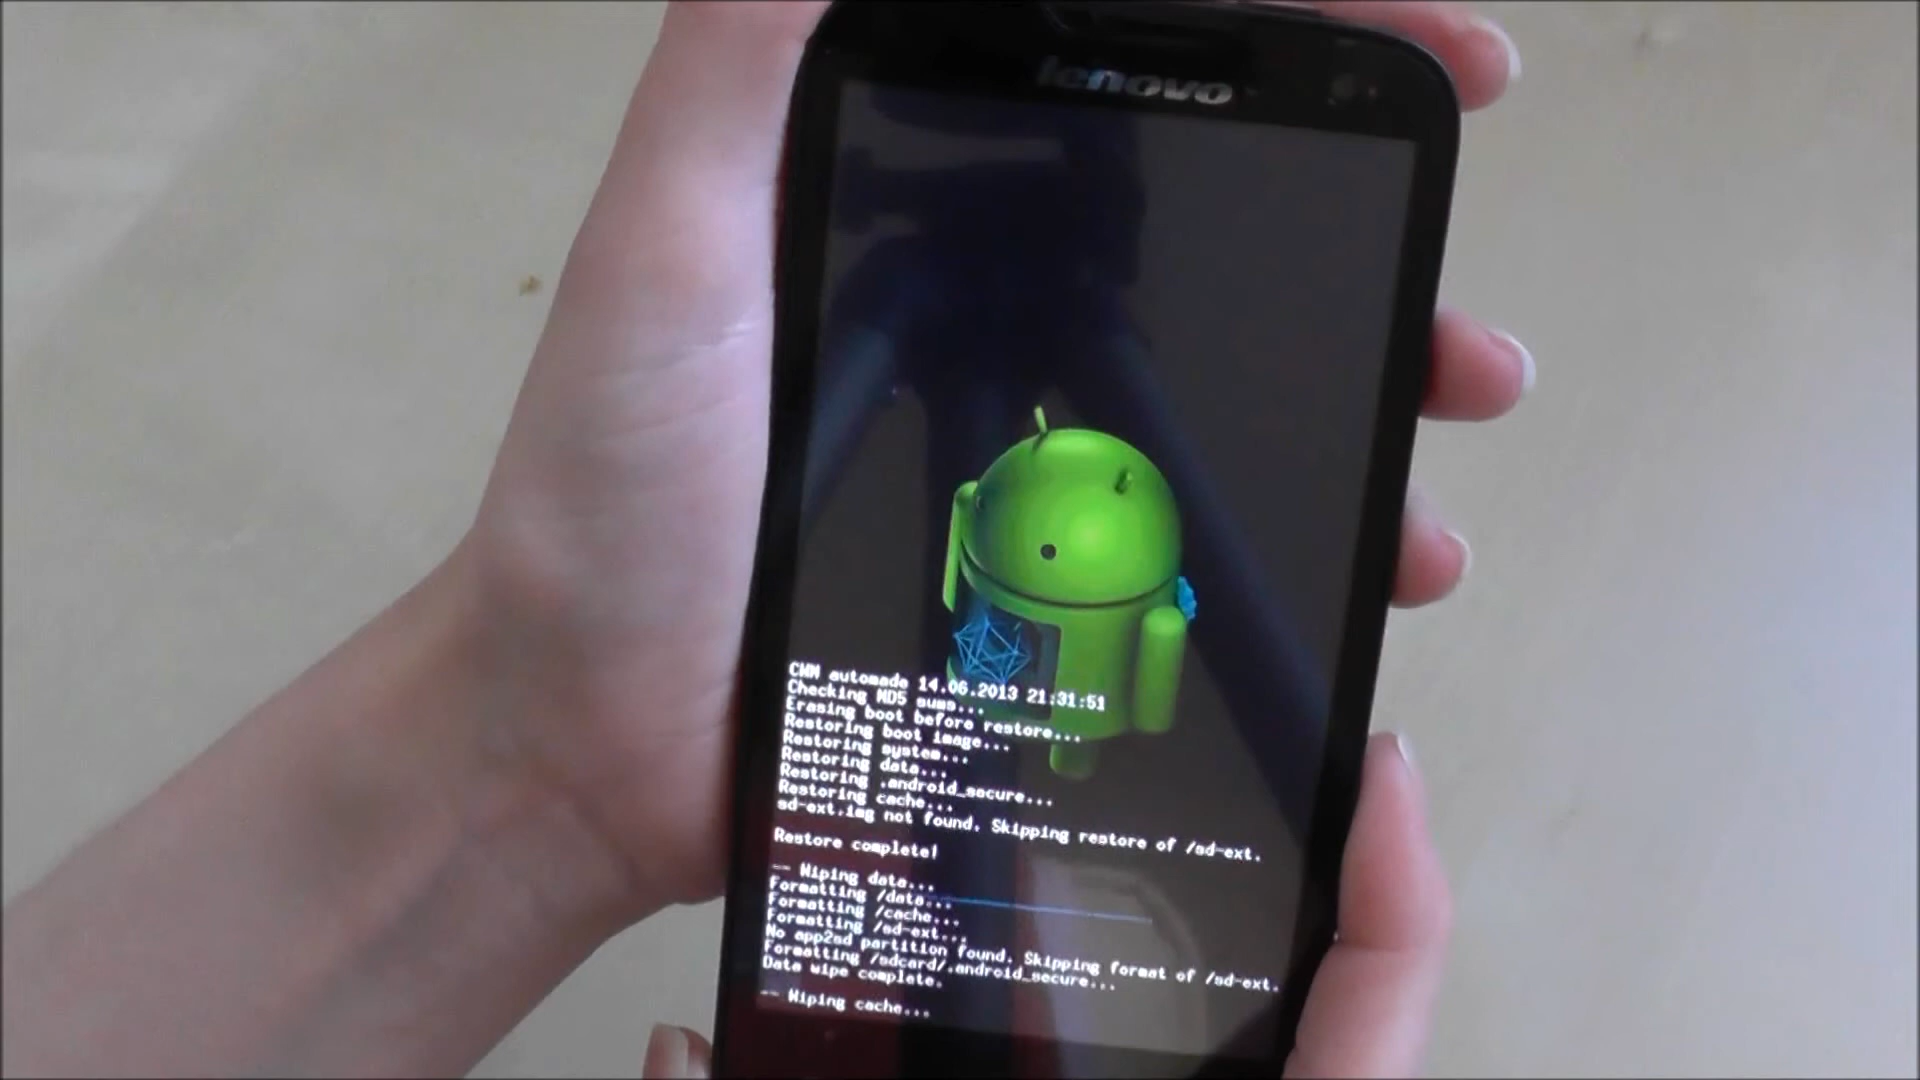 lenovo
CWM automade 14.06.2013 21:31:51
Checking MD5 sums...
Erasing boot before restore...
Restoring boot image...
Restoring system...
Restoring data...
Restoring .android_secure...
Restoring cache...
sd-ext.img not found. Skipping restore of /sd-ext.
Restore complete!
-- Wiping data...
Formatting /data...
Formatting /cache...
Formatting /sd-ext...
No app2sd partition found. Skipping format of /sd-ext.
Formatting /sdcard/.android_secure...
Data wipe complete.
-- Wiping cache...